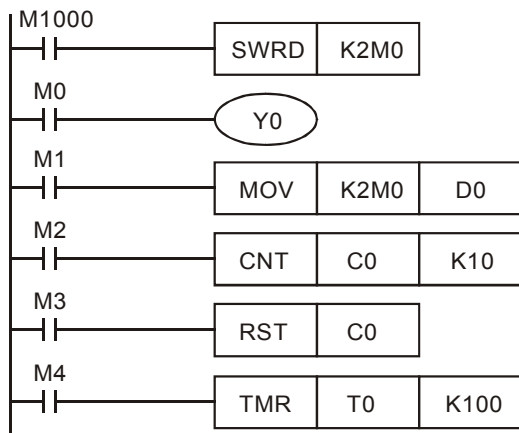 M1000
SWRD K2M0
M0
Y0
M1
MOV K2M0 D0
M2
CNT C0 K10
M3
RST C0
M4
TMR T0 K100